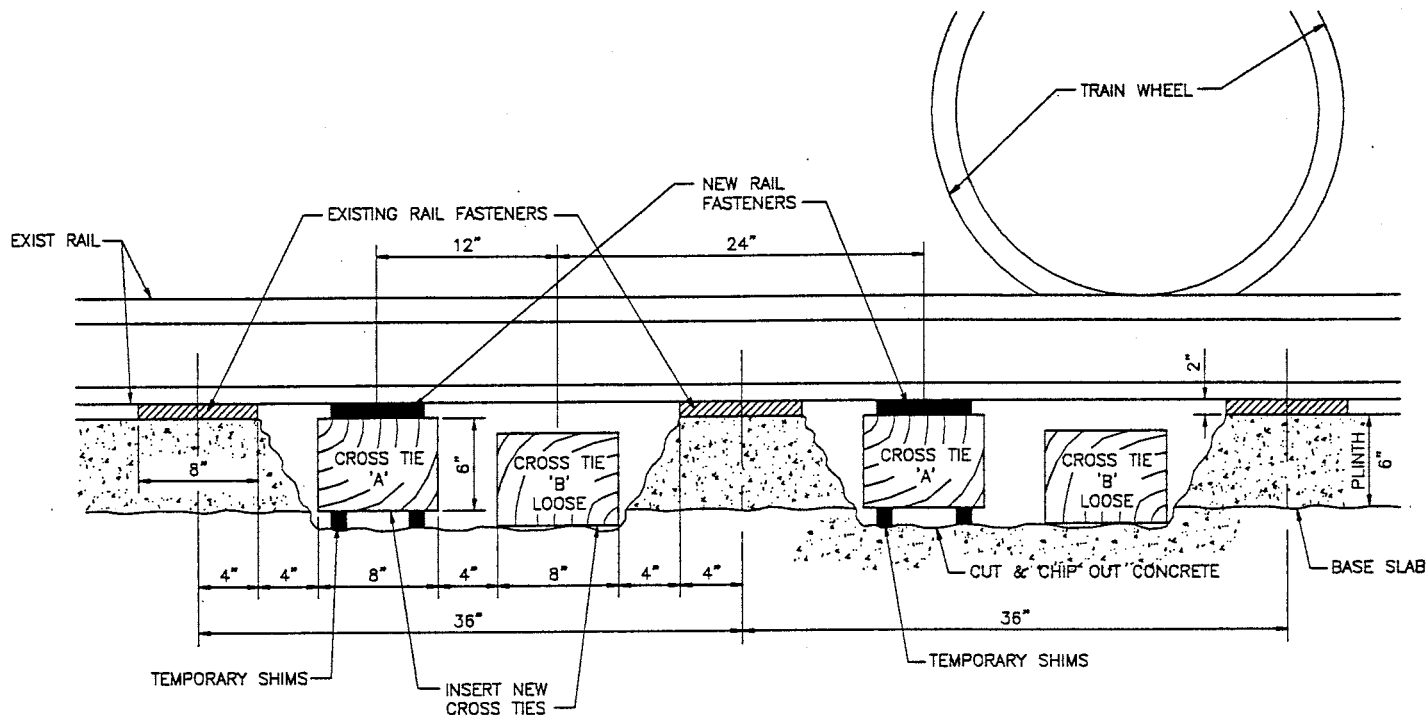 TRAIN WHEEL
NEW RAIL
FASTENERS
EXISTING RAIL FASTENERS
EXIST RAIL
12"
24"
2"
CROSS TIE
'A'
6"
CROSS TIE
'B'
LOOSE
CROSS TIE
'A'
CROSS TIE
'B'
LOOSE
PLINTH
6"
8"
4"
4"
8"
4"
8"
4"
4"
CUT & CHIP OUT CONCRETE
BASE SLAB
36"
36"
TEMPORARY SHIMS
TEMPORARY SHIMS
INSERT NEW
CROSS TIES